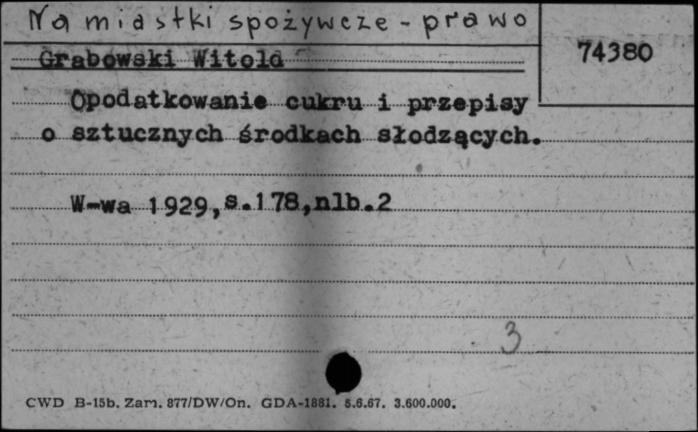 Namiastki spożywcze - prawo
74380
Grabowski Witold
Opodatkowanie cukru i przepisy
o sztucznych środkach słodzących.
W-wa 1929, s.178, nlb.2
3
CWD B-15b. Zam. 877/DW/On. GDA-1881. 5.6.67. 3.600.000.